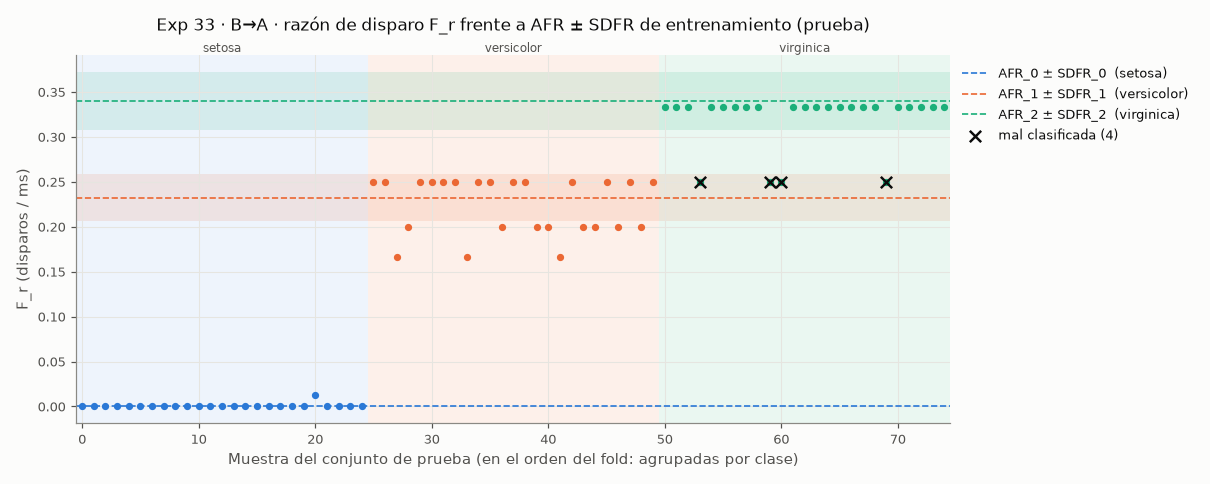 Exp 33 · B→A · razón de disparo F_r frente a AFR ± SDFR de entrenamiento (prueba)
setosa versicolor virginica
AFR_0 ± SDFR_0 (setosa)
AFR_1 ± SDFR_1 (versicolor)
AFR_2 ± SDFR_2 (virginica)
mal clasificada (4)
F_r (disparos / ms)
0.35
0.30
0.25
0.20
0.15
0.10
0.05
0.00
0 10 20 30 40 50 60 70
Muestra del conjunto de prueba (en el orden del fold: agrupadas por clase)